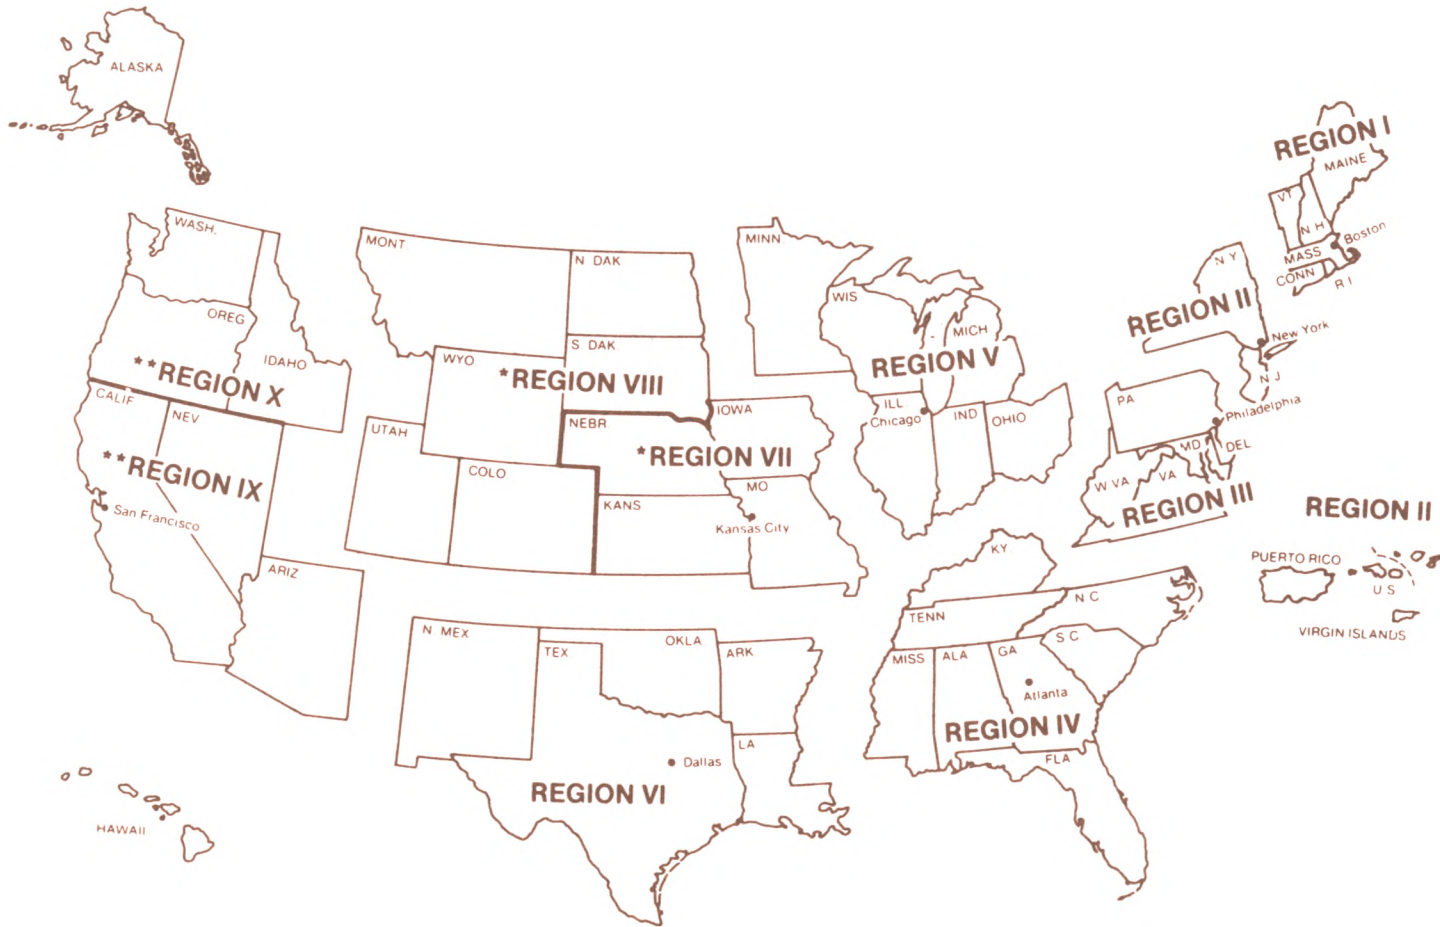 ALASKA
REGION I
MAINE
VT
N H
Boston
MASS
CONN
R I
WASH.
MONT.
N DAK
MINN
N Y
WIS
OREG
MICH
REGION II
New York
IDAHO
WYO
S DAK
**REGION X
*REGION VIII
REGION V
N J
CALIF
NEV
PA
Philadelphia
UTAH
NEBR
IOWA
ILL
Chicago
IND
OHIO
MD
DEL
**REGION IX
*REGION VII
COLO
W VA
VA
REGION III
MO
KANS
San Francisco
Kansas City
REGION II
ARIZ
KY.
PUERTO RICO
U S
VIRGIN ISLANDS
N C
TENN
S C
N MEX
OKLA
TEX
ARK
MISS
ALA
GA
Atlanta
REGION IV
LA
Dallas
FLA
REGION VI
HAWAII